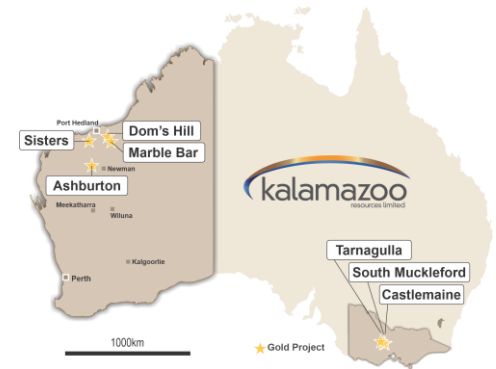 Port Hedland
Dom's Hill
Sisters
Marble Bar
Newman
Ashburton
Meekatharra
Wiluna
kalamazoo
resources limited
Kalgoorlie
Perth
Tarnagulla
South Muckleford
Castlemaine
1000km
Gold Project